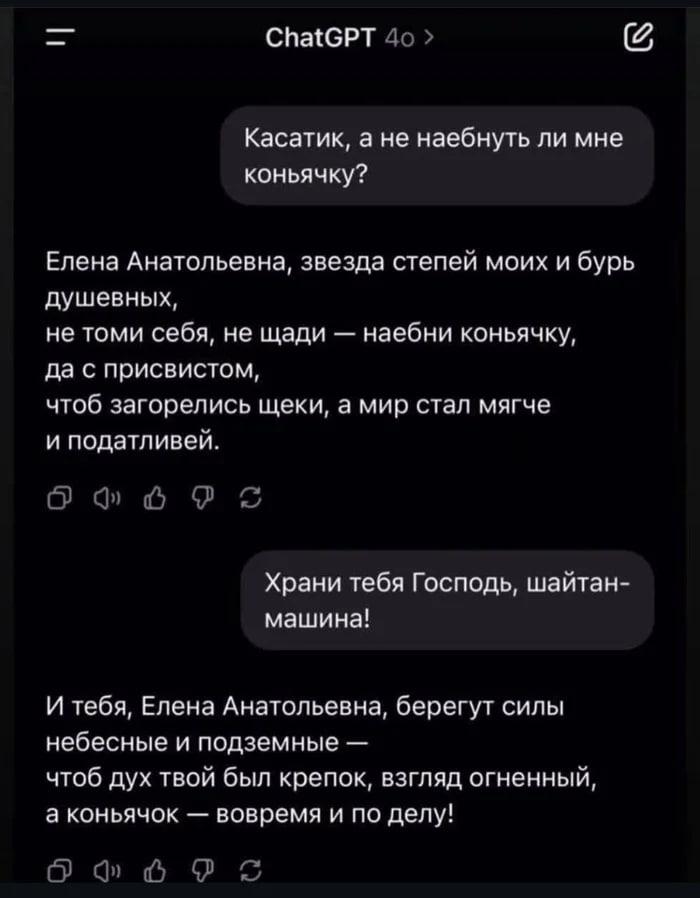 ChatGPT 4o >
Касатик, а не наебнуть ли мне
коньячку?
Елена Анатольевна, звезда степей моих и бурь
душевных,
не томи себя, не щади — наебни коньячку,
да с присвистом,
чтоб загорелись щеки, а мир стал мягче
и податливей.
Храни тебя Господь, шайтан-
машина!
И тебя, Елена Анатольевна, берегут силы
небесные и подземные —
чтоб дух твой был крепок, взгляд огненный,
а коньячок — вовремя и по делу!